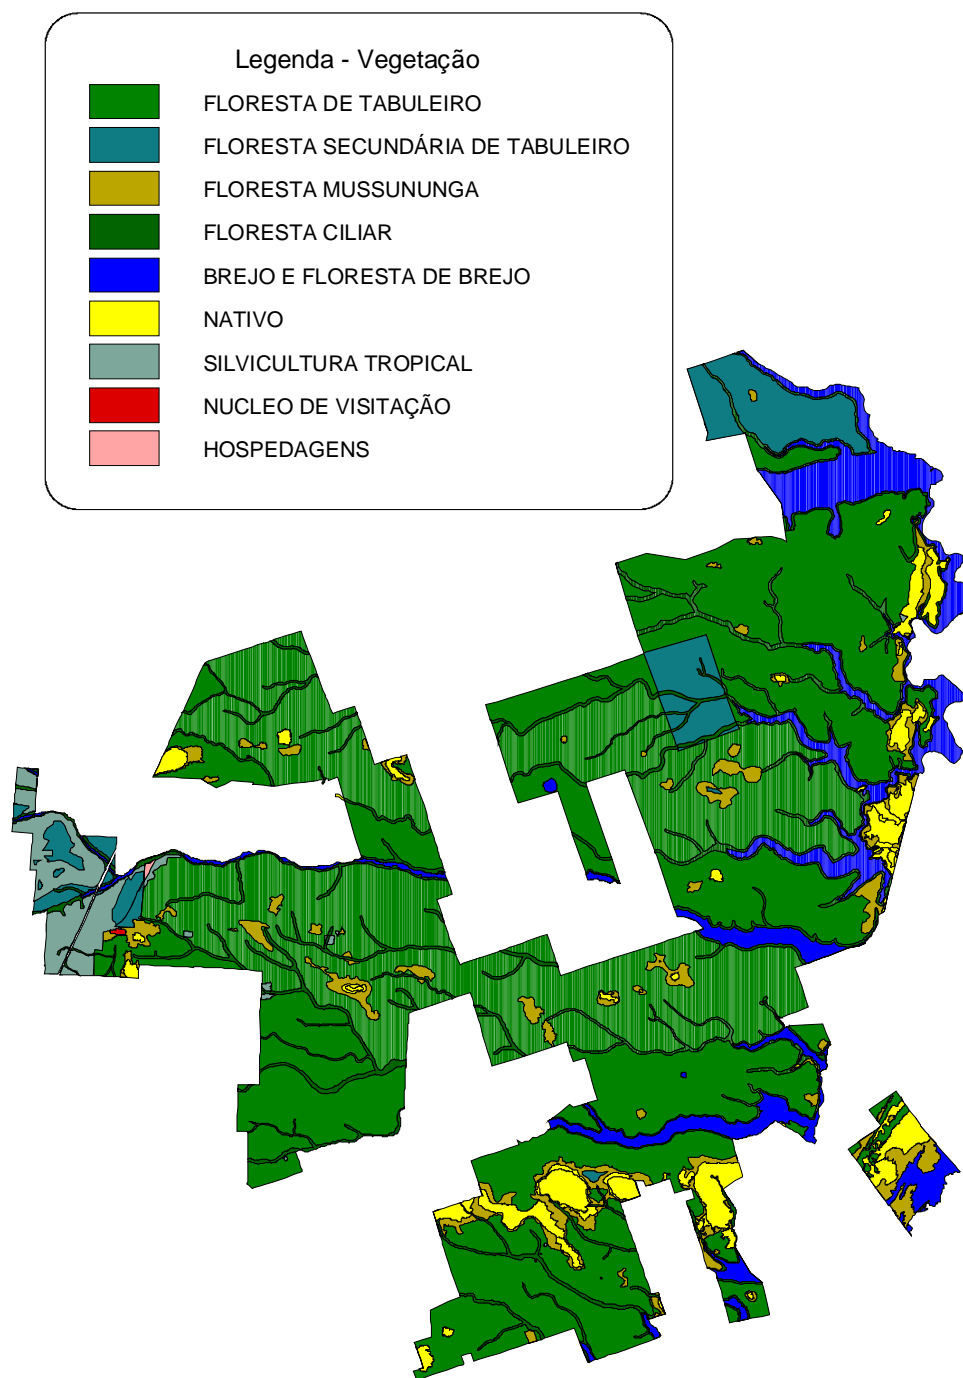 Legenda - Vegetação
FLORESTA DE TABULEIRO
FLORESTA SECUNDÁRIA DE TABULEIRO
FLORESTA MUSSUNUNGA
FLORESTA CILIAR
BREJO E FLORESTA DE BREJO
NATIVO
SILVICULTURA TROPICAL
NUCLEO DE VISITAÇÃO
HOSPEDAGENS